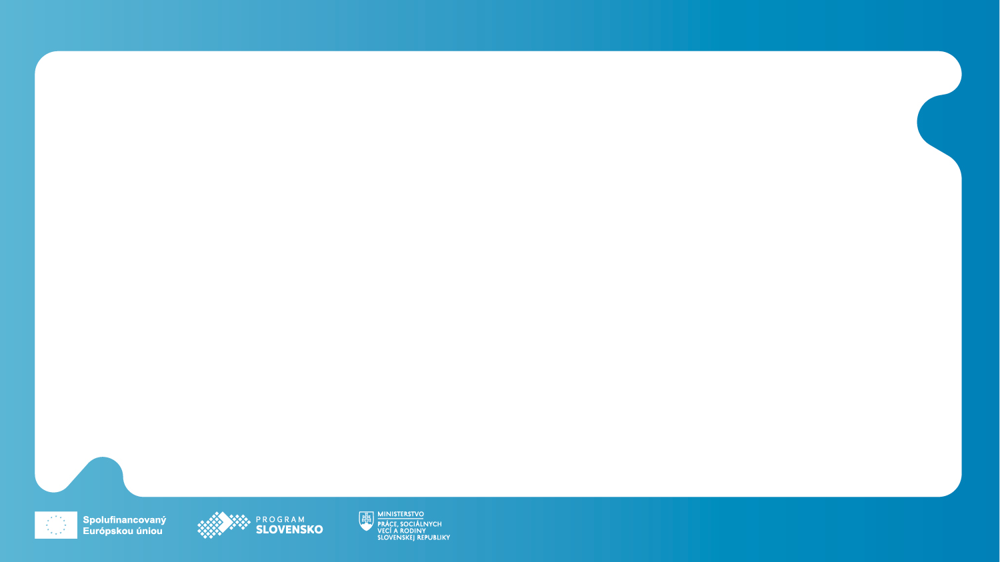 Spolufinancovaný
Európskou úniou
PROGRAM
SLOVENSKO
MINISTERSTVO
PRÁCE, SOCIÁLNYCH
VECÍ A RODINY
SLOVENSKEJ REPUBLIKY